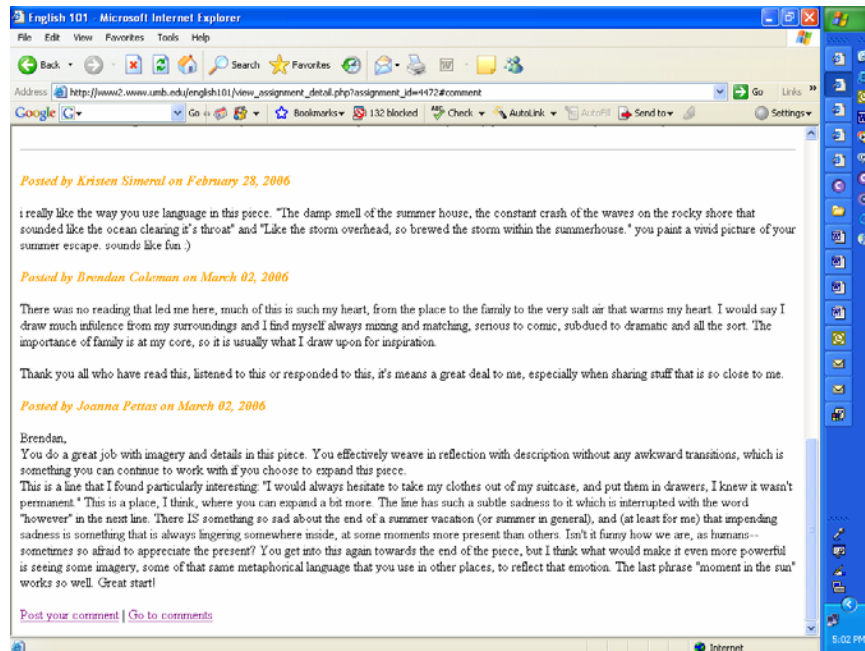 English 101 - Microsoft Internet Explorer
File Edit View Favorites Tools Help
Back Search Favorites
Address http://www2.www.umb.edu/english101/view_assignment_detail.php?assignment_id=4472#comment Go Links »
Google G Go Bookmarks 132 blocked Check AutoLink AutoFill Send to Settings
Posted by Kristen Simeral on February 28, 2006
i really like the way you use language in this piece. "The damp smell of the summer house, the constant crash of the waves on the rocky shore that
sounded like the ocean clearing it's throat" and "Like the storm overhead, so brewed the storm within the summerhouse." you paint a vivid picture of your
summer escape. sounds like fun :)
Posted by Brendan Coleman on March 02, 2006
There was no reading that led me here, much of this is such my heart, from the place to the family to the very salt air that warms my heart. I would say I
draw much infulence from my surroundings and I find myself always mixing and matching, serious to comic, subdued to dramatic and all the sort. The
importance of family is at my core, so it is usually what I draw upon for inspiration.
Thank you all who have read this, listened to this or responded to this, it's means a great deal to me, especially when sharing stuff that is so close to me.
Posted by Joanna Pettas on March 02, 2006
Brendan,
You do a great job with imagery and details in this piece. You effectively weave in reflection with description without any awkward transitions, which is
something you can continue to work with if you choose to expand this piece.
This is a line that I found particularly interesting: "I would always hesitate to take my clothes out of my suitcase, and put them in drawers, I knew it wasn't
permanent." This is a place, I think, where you can expand a bit more. The line has such a subtle sadness to it which is interrupted with the word
"however" in the next line. There IS something so sad about the end of a summer vacation (or summer in general), and (at least for me) that impending
sadness is something that is always lingering somewhere inside, at some moments more present than others. Isn't it funny how we are, as humans--
sometimes so afraid to appreciate the present? You get into this again towards the end of the piece, but I think what would make it even more powerful
is seeing some imagery, some of that same metaphorical language that you use in other places, to reflect that emotion. The last phrase "moment in the sun"
works so well. Great start!
Post your comment | Go to comments
Internet
5:02 PM